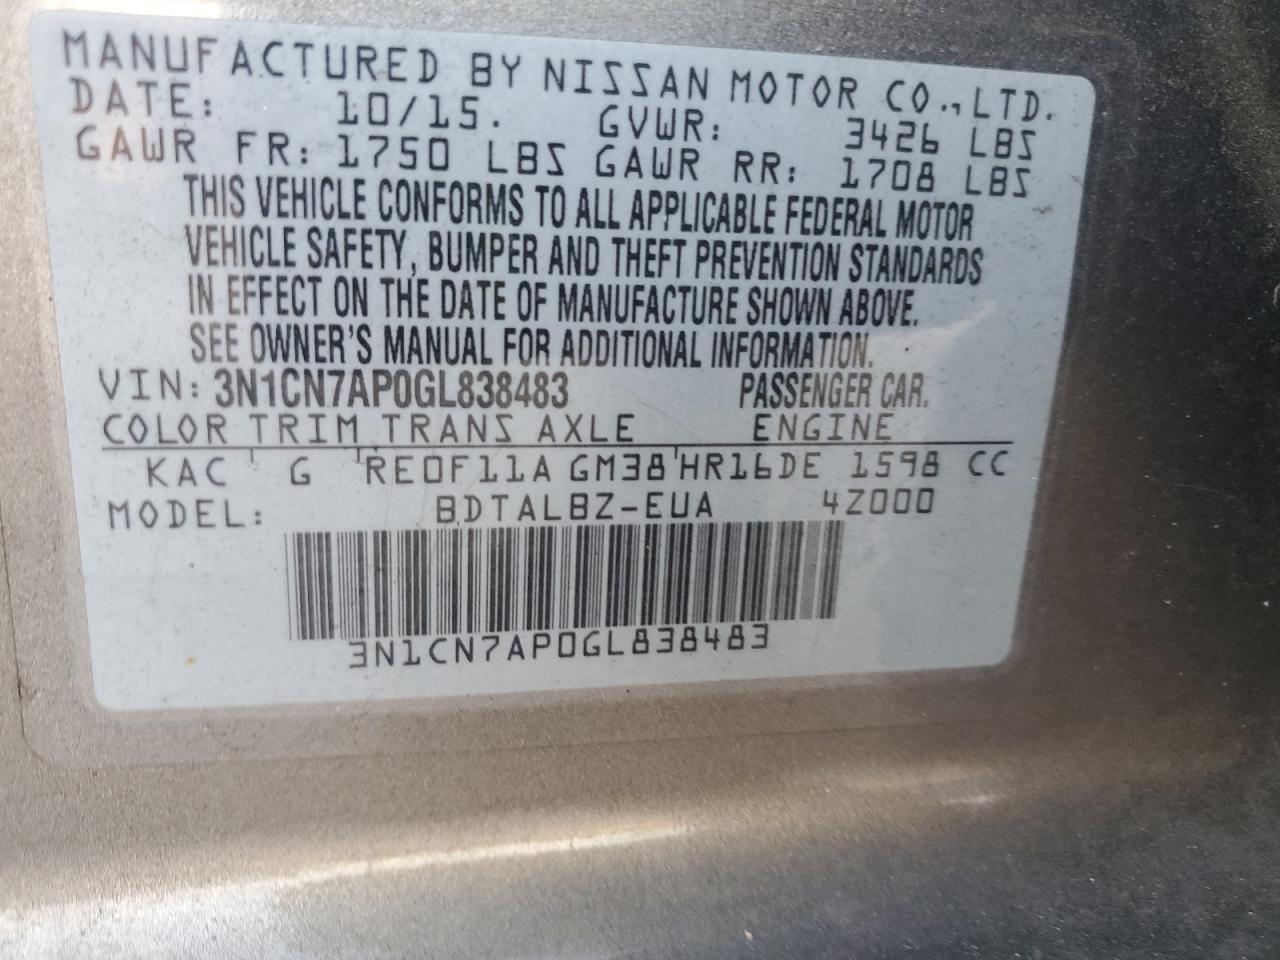 MANUFACTURED BY NISSAN MOTOR CO., LTD.
DATE: 10/15. GVWR: 3426 LBS
GAWR FR: 1750 LBS GAWR RR: 1708 LBS
THIS VEHICLE CONFORMS TO ALL APPLICABLE FEDERAL MOTOR
VEHICLE SAFETY, BUMPER AND THEFT PREVENTION STANDARDS
IN EFFECT ON THE DATE OF MANUFACTURE SHOWN ABOVE.
SEE OWNER'S MANUAL FOR ADDITIONAL INFORMATION.
VIN: 3N1CN7AP0GL838483 PASSENGER CAR.
COLOR TRIM TRANS AXLE ENGINE
KAC G RE0F11A GM38 HR16DE 1598 CC
MODEL: BDTALBZ-EUA 4Z000
3N1CN7AP0GL838483